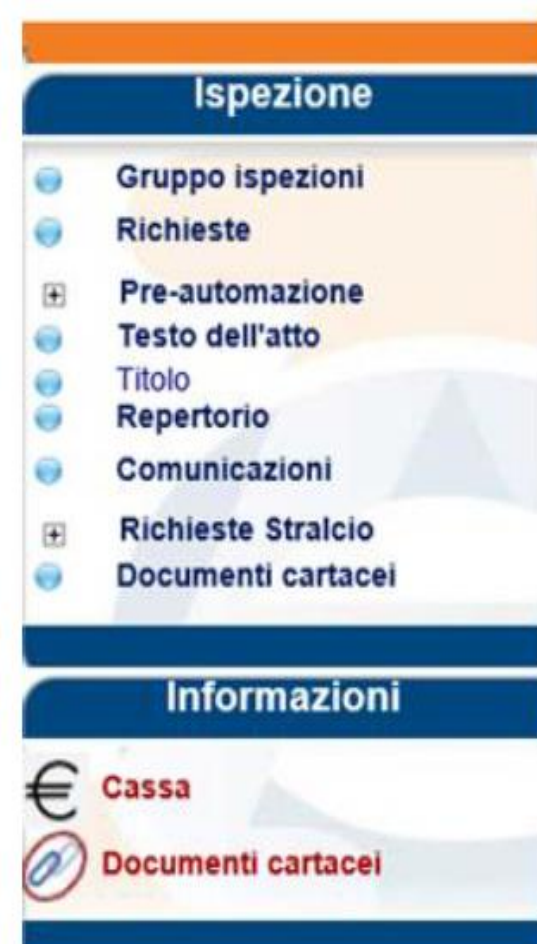 Ispezione
Gruppo ispezioni
Richieste
Pre-automazione
Testo dell'atto
Titolo
Repertorio
Comunicazioni
Richieste Stralcio
Documenti cartacei
Informazioni
€ Cassa
Documenti cartacei